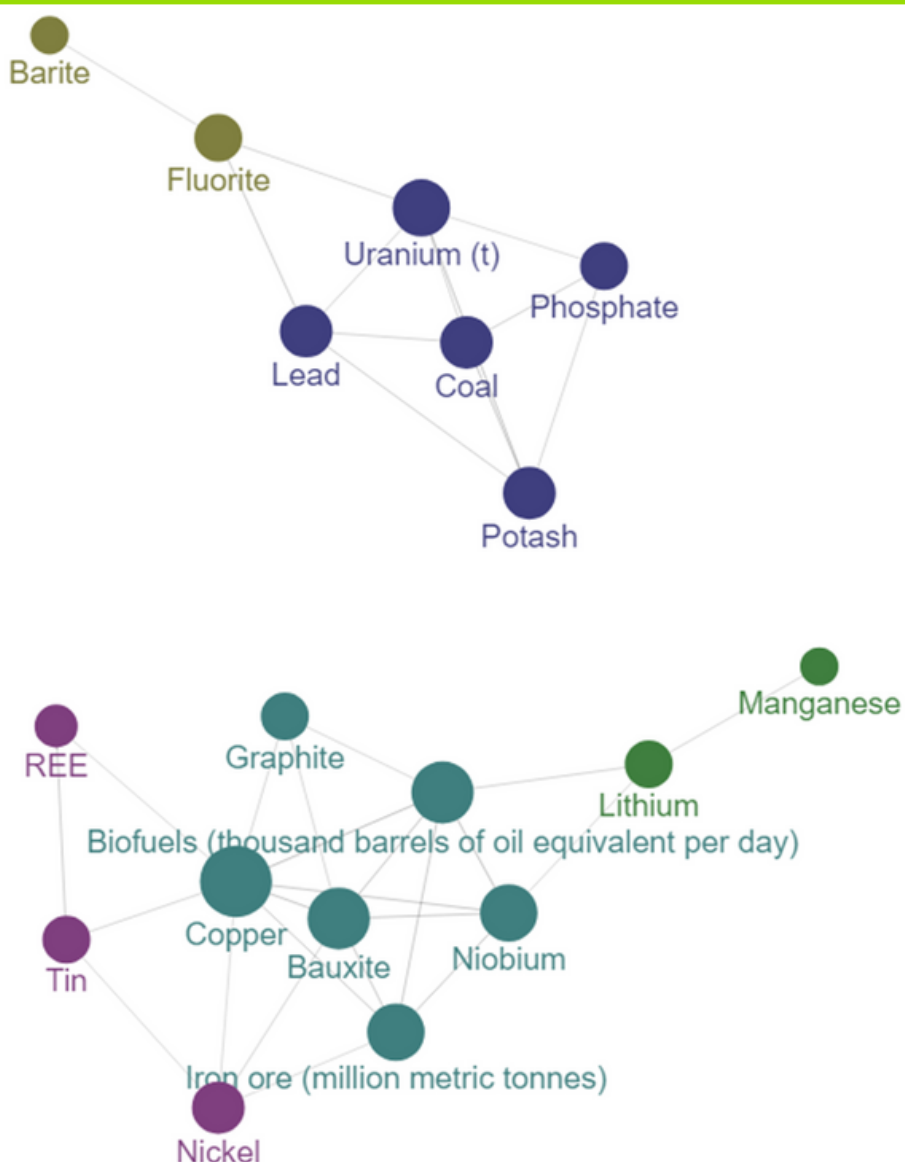 Barite
Fluorite
Uranium (t)
Phosphate
Lead
Coal
Potash
Manganese
REE
Graphite
Lithium
Biofuels (thousand barrels of oil equivalent per day)
Copper
Bauxite
Niobium
Tin
Iron ore (million metric tonnes)
Nickel